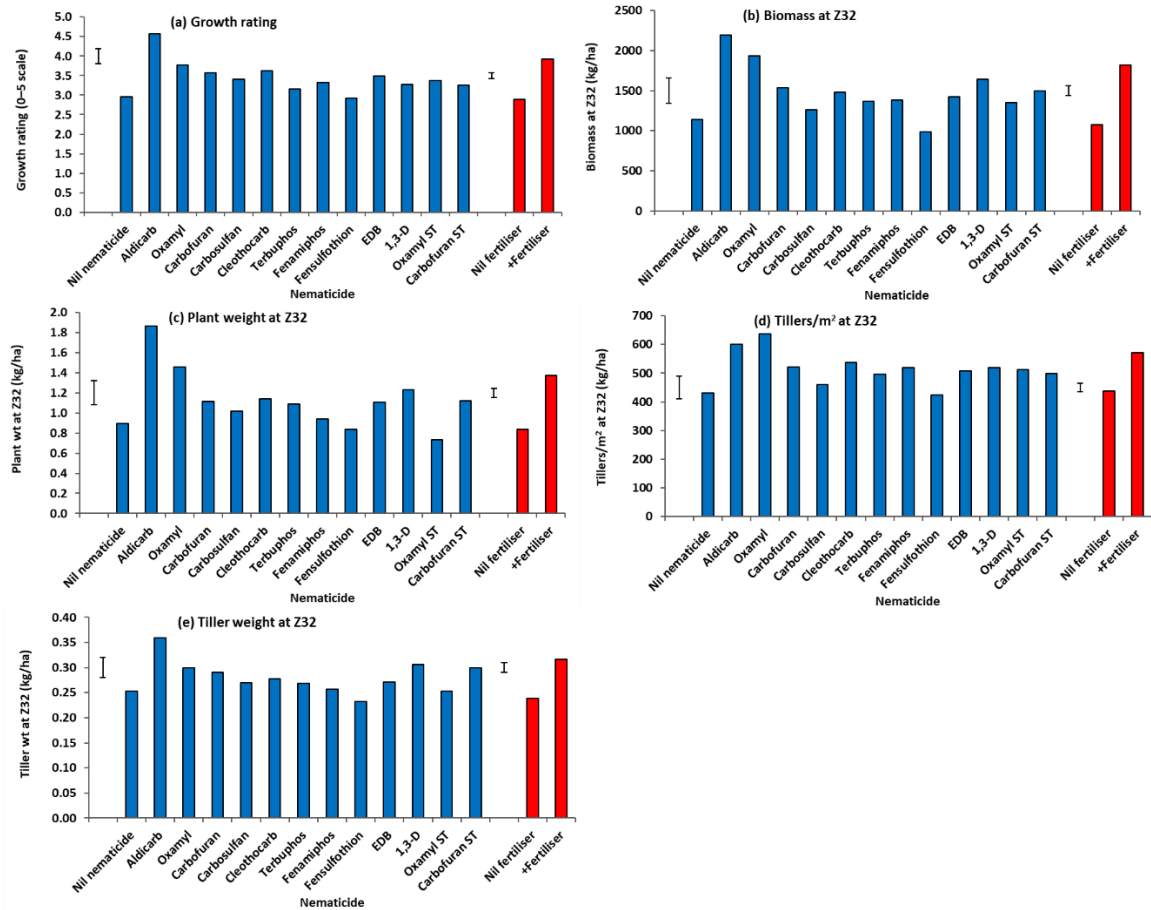 (a) Growth rating
Growth rating (0–5 scale)
5.0
4.5
4.0
3.5
3.0
2.5
2.0
1.5
1.0
0.5
0.0
Nil nematicide
Aldicarb
Oxamyl
Carbofuran
Carbosulfan
Cleothocarb
Terbuphos
Fenamiphos
Fensulfothion
EDB
1,3-D
Oxamyl ST
Carbofuran ST
Nil fertiliser
+Fertiliser
Nematicide
(b) Biomass at Z32
Biomass at Z32 (kg/ha)
2500
2000
1500
1000
500
0
Nil nematicide
Aldicarb
Oxamyl
Carbofuran
Carbosulfan
Cleothocarb
Terbuphos
Fenamiphos
Fensulfothion
EDB
1,3-D
Oxamyl ST
Carbofuran ST
Nil fertiliser
+Fertiliser
Nematicide
(c) Plant weight at Z32
Plant wt at Z32 (kg/ha)
2.0
1.8
1.6
1.4
1.2
1.0
0.8
0.6
0.4
0.2
0.0
Nil nematicide
Aldicarb
Oxamyl
Carbofuran
Carbosulfan
Cleothocarb
Terbuphos
Fenamiphos
Fensulfothion
EDB
1,3-D
Oxamyl ST
Carbofuran ST
Nil fertiliser
+Fertiliser
Nematicide
(d) Tillers/m² at Z32
Tillers/m² at Z32 (kg/ha)
700
600
500
400
300
200
100
0
Nil nematicide
Aldicarb
Oxamyl
Carbofuran
Carbosulfan
Cleothocarb
Terbuphos
Fenamiphos
Fensulfothion
EDB
1,3-D
Oxamyl ST
Carbofuran ST
Nil fertiliser
+Fertiliser
Nematicide
(e) Tiller weight at Z32
Tiller wt at Z32 (kg/ha)
0.40
0.35
0.30
0.25
0.20
0.15
0.10
0.05
0.00
Nil nematicide
Aldicarb
Oxamyl
Carbofuran
Carbosulfan
Cleothocarb
Terbuphos
Fenamiphos
Fensulfothion
EDB
1,3-D
Oxamyl ST
Carbofuran ST
Nil fertiliser
+Fertiliser
Nematicide